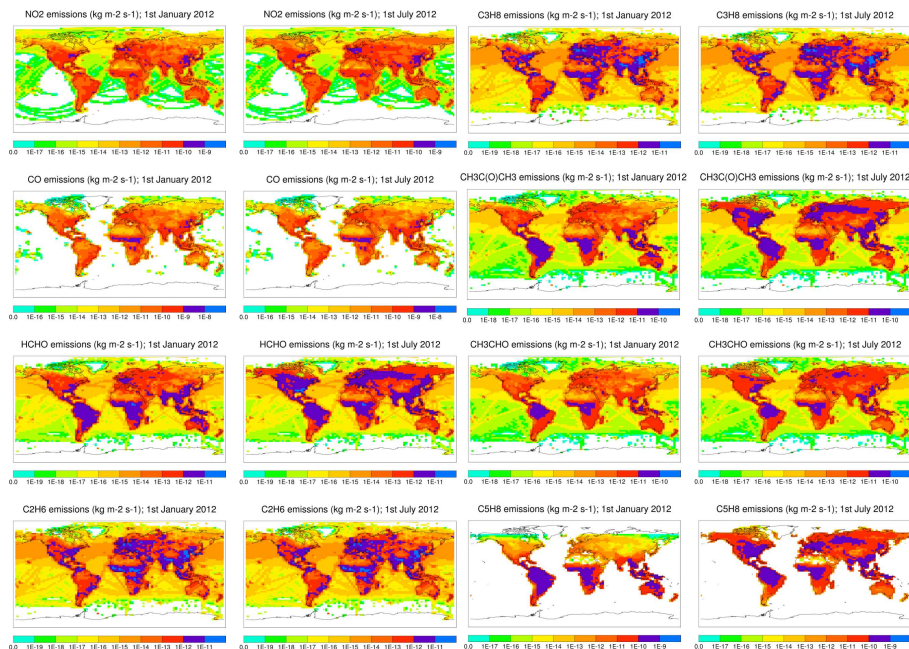 NO2 emissions (kg m-2 s-1); 1st January 2012
NO2 emissions (kg m-2 s-1); 1st July 2012
C3H8 emissions (kg m-2 s-1); 1st January 2012
C3H8 emissions (kg m-2 s-1); 1st July 2012
0.0 1E-17 1E-16 1E-15 1E-14 1E-13 1E-12 1E-11 1E-10 1E-9
0.0 1E-17 1E-16 1E-15 1E-14 1E-13 1E-12 1E-11 1E-10 1E-9
0.0 1E-19 1E-18 1E-17 1E-16 1E-15 1E-14 1E-13 1E-12 1E-11
0.0 1E-19 1E-18 1E-17 1E-16 1E-15 1E-14 1E-13 1E-12 1E-11
CO emissions (kg m-2 s-1); 1st January 2012
CO emissions (kg m-2 s-1); 1st July 2012
CH3C(O)CH3 emissions (kg m-2 s-1); 1st January 2012
CH3C(O)CH3 emissions (kg m-2 s-1); 1st July 2012
0.0 1E-16 1E-15 1E-14 1E-13 1E-12 1E-11 1E-10 1E-9 1E-8
0.0 1E-16 1E-15 1E-14 1E-13 1E-12 1E-11 1E-10 1E-9 1E-8
0.0 1E-18 1E-17 1E-16 1E-15 1E-14 1E-13 1E-12 1E-11 1E-10
0.0 1E-18 1E-17 1E-16 1E-15 1E-14 1E-13 1E-12 1E-11 1E-10
HCHO emissions (kg m-2 s-1); 1st January 2012
HCHO emissions (kg m-2 s-1); 1st July 2012
CH3CHO emissions (kg m-2 s-1); 1st January 2012
CH3CHO emissions (kg m-2 s-1); 1st July 2012
0.0 1E-19 1E-18 1E-17 1E-16 1E-15 1E-14 1E-13 1E-12 1E-11
0.0 1E-19 1E-18 1E-17 1E-16 1E-15 1E-14 1E-13 1E-12 1E-11
0.0 1E-18 1E-17 1E-16 1E-15 1E-14 1E-13 1E-12 1E-11 1E-10
0.0 1E-18 1E-17 1E-16 1E-15 1E-14 1E-13 1E-12 1E-11 1E-10
C2H6 emissions (kg m-2 s-1); 1st January 2012
C2H6 emissions (kg m-2 s-1); 1st July 2012
C5H8 emissions (kg m-2 s-1); 1st January 2012
C5H8 emissions (kg m-2 s-1); 1st July 2012
0.0 1E-19 1E-18 1E-17 1E-16 1E-15 1E-14 1E-13 1E-12 1E-11
0.0 1E-19 1E-18 1E-17 1E-16 1E-15 1E-14 1E-13 1E-12 1E-11
0.0 1E-17 1E-16 1E-15 1E-14 1E-13 1E-12 1E-11 1E-10 1E-9
0.0 1E-17 1E-16 1E-15 1E-14 1E-13 1E-12 1E-11 1E-10 1E-9